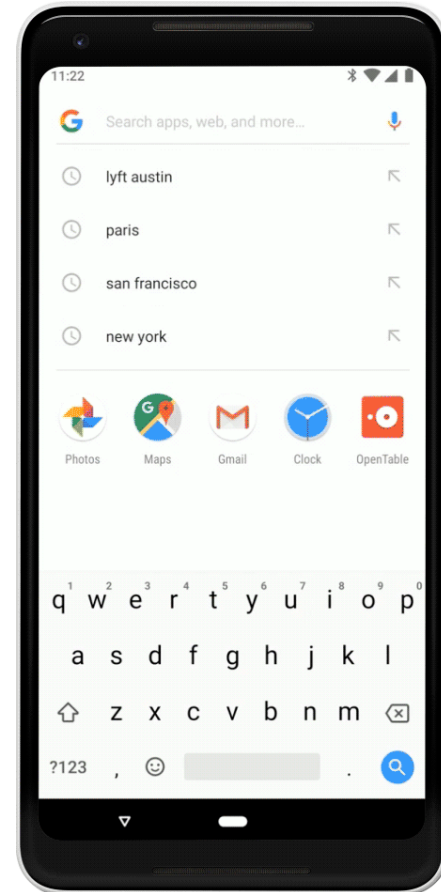 11:22
Search apps, web, and more...
lyft austin
paris
san francisco
new york
G
Photos Maps Gmail Clock OpenTable
1 2 3 4 5 6 7 8 9 0
q w e r t y u i o p
a s d f g h j k l
z x c v b n m
?123 , .